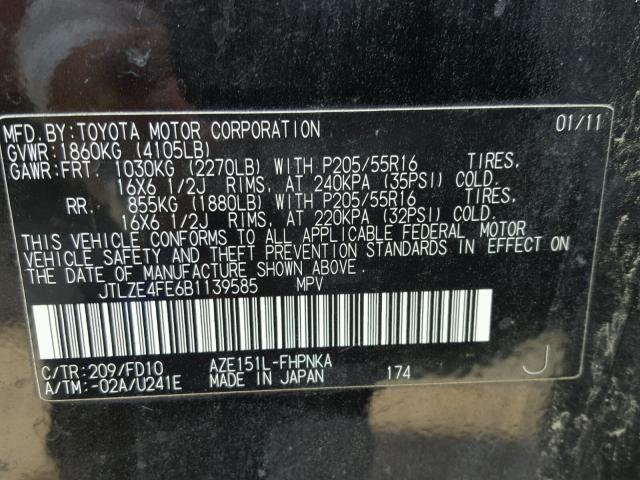 MFD.BY:TOYOTA MOTOR CORPORATION 01/11
GVWR:1860KG (4105LB)
GAWR:FRT. 1030KG (2270LB) WITH P205/55R16 TIRES,
16X6 1/2J RIMS, AT 240KPA (35PSI) COLD.
RR. 855KG (1880LB) WITH P205/55R16 TIRES,
16X6 1/2J RIMS, AT 220KPA (32PSI) COLD.
THIS VEHICLE CONFORMS TO ALL APPLICABLE FEDERAL MOTOR
VEHICLE SAFETY AND THEFT PREVENTION STANDARDS IN EFFECT ON
THE DATE OF MANUFACTURE SHOWN ABOVE.
JTLZE4FE6B1139585 MPV
C/TR:209/FD10 AZE151L-FHPNKA
A/TM:-02A/U241E MADE IN JAPAN 174 J